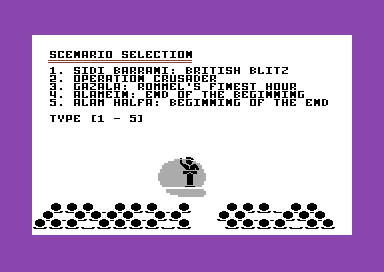 SCENARIO SELECTION
1. SIDI BARRANI: BRITISH BLITZ
2. OPERATION CRUSADER
3. GAZALA: ROMMEL'S FINEST HOUR
4. ALAMEIN: END OF THE BEGINNING
5. ALAM HALFA: BEGINNING OF THE END
TYPE [1 - 5]